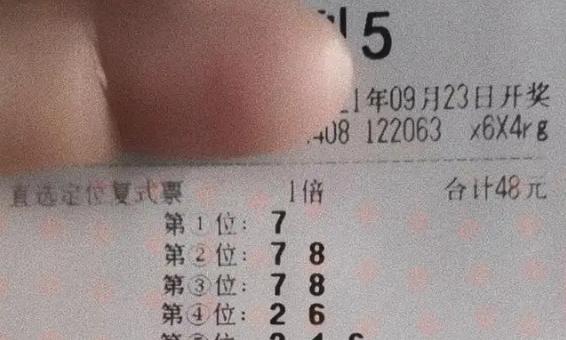 5
1年09月23日开奖
408 122063 x6X4rg
直选定位复式票 1倍 合计48元
第①位: 7
第②位: 7 8
第③位: 7 8
第④位: 2 6